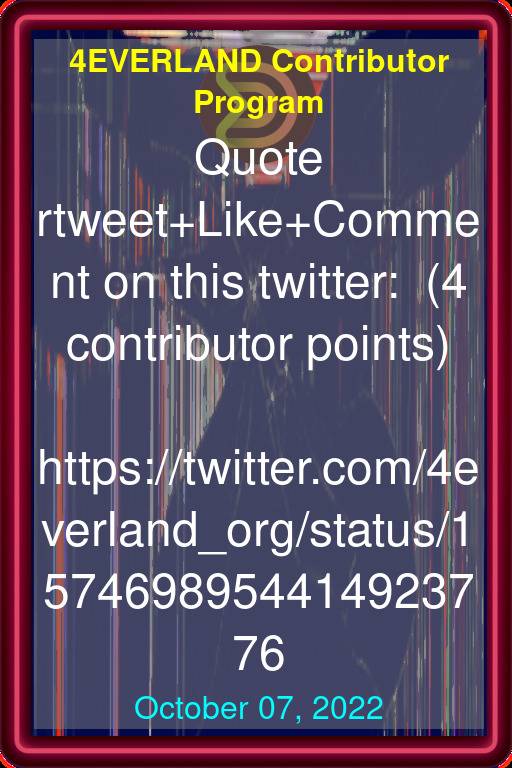 4EVERLAND Contributor
Program
Quote
rtweet+Like+Comme
nt on this twitter:  (4
contributor points)
https://twitter.com/4e
verland_org/status/1
5746989544149237
76
October 07, 2022